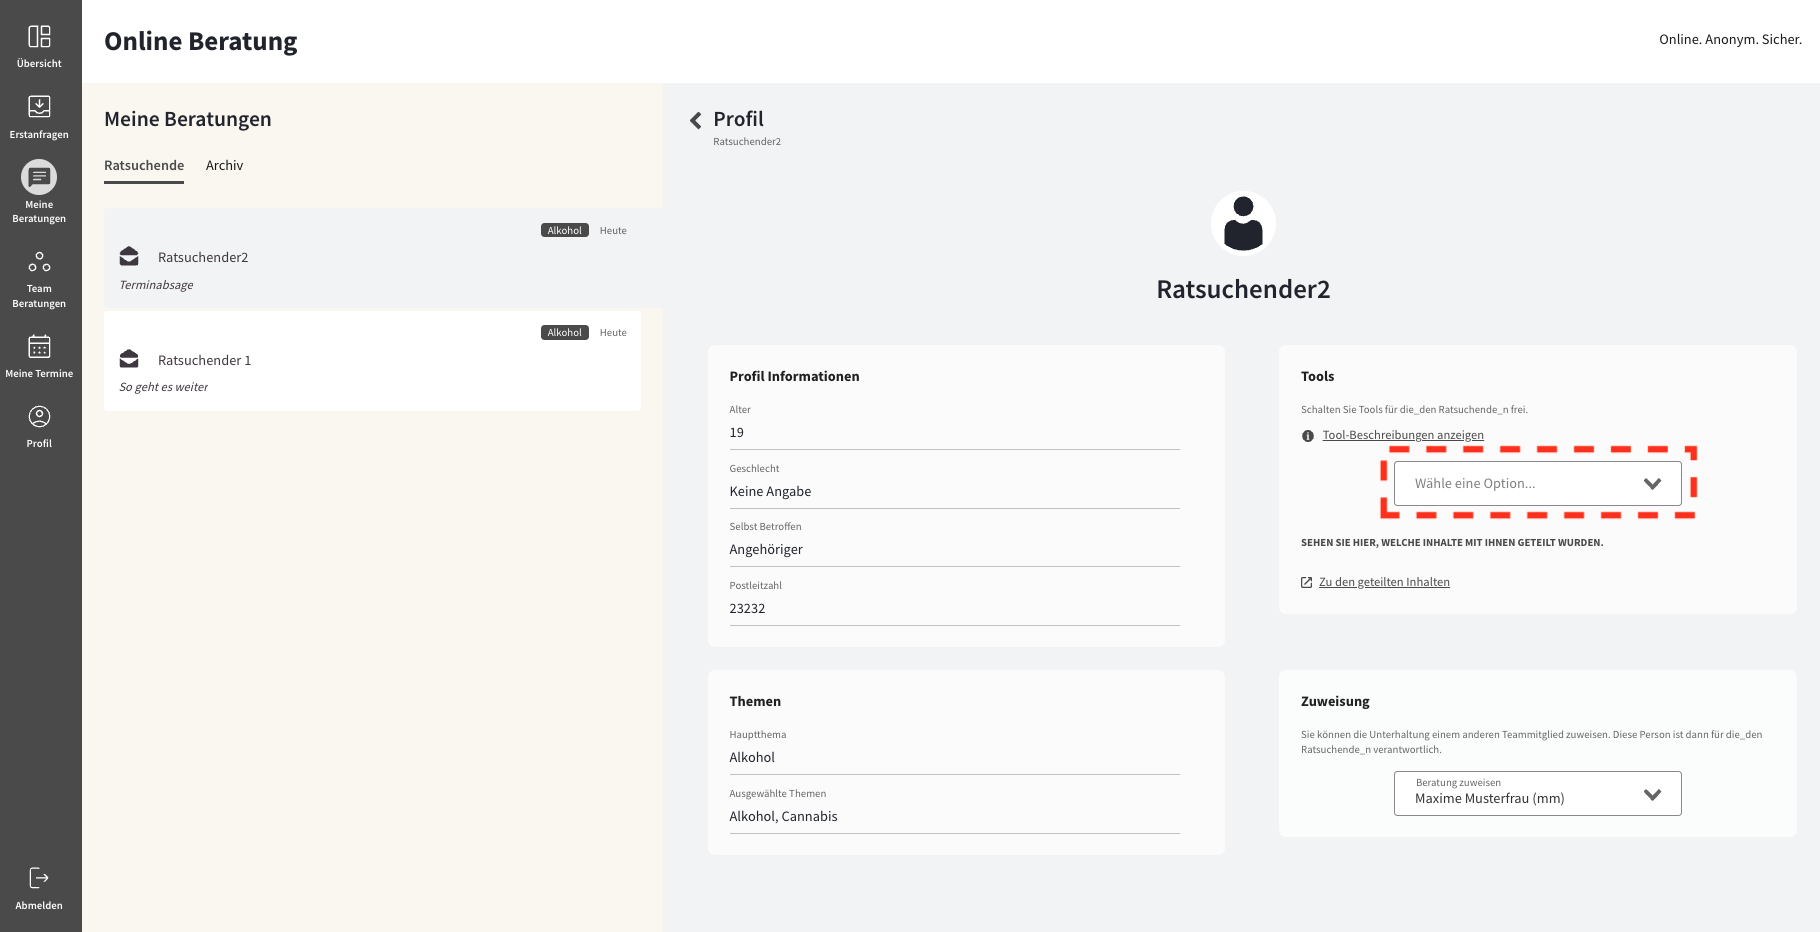 Übersicht
Erstanfragen
Meine
Beratungen
Team
Beratungen
Meine Termine
Profil
Abmelden
Online Beratung
Online. Anonym. Sicher.
Meine Beratungen
Ratsuchende Archiv
Alkohol Heute
Ratsuchender2
Terminabsage
Alkohol Heute
Ratsuchender 1
So geht es weiter
Profil
Ratsuchender2
Ratsuchender2
Profil Informationen
Alter
19
Geschlecht
Keine Angabe
Selbst Betroffen
Angehöriger
Postleitzahl
23232
Tools
Schalten Sie Tools für die_den Ratsuchende_n frei.
Tool-Beschreibungen anzeigen
Wähle eine Option...
SEHEN SIE HIER, WELCHE INHALTE MIT IHNEN GETEILT WURDEN.
Zu den geteilten Inhalten
Themen
Hauptthema
Alkohol
Ausgewählte Themen
Alkohol, Cannabis
Zuweisung
Sie können die Unterhaltung einem anderen Teammitglied zuweisen. Diese Person ist dann für die_den
Ratsuchende_n verantwortlich.
Beratung zuweisen
Maxime Musterfrau (mm)